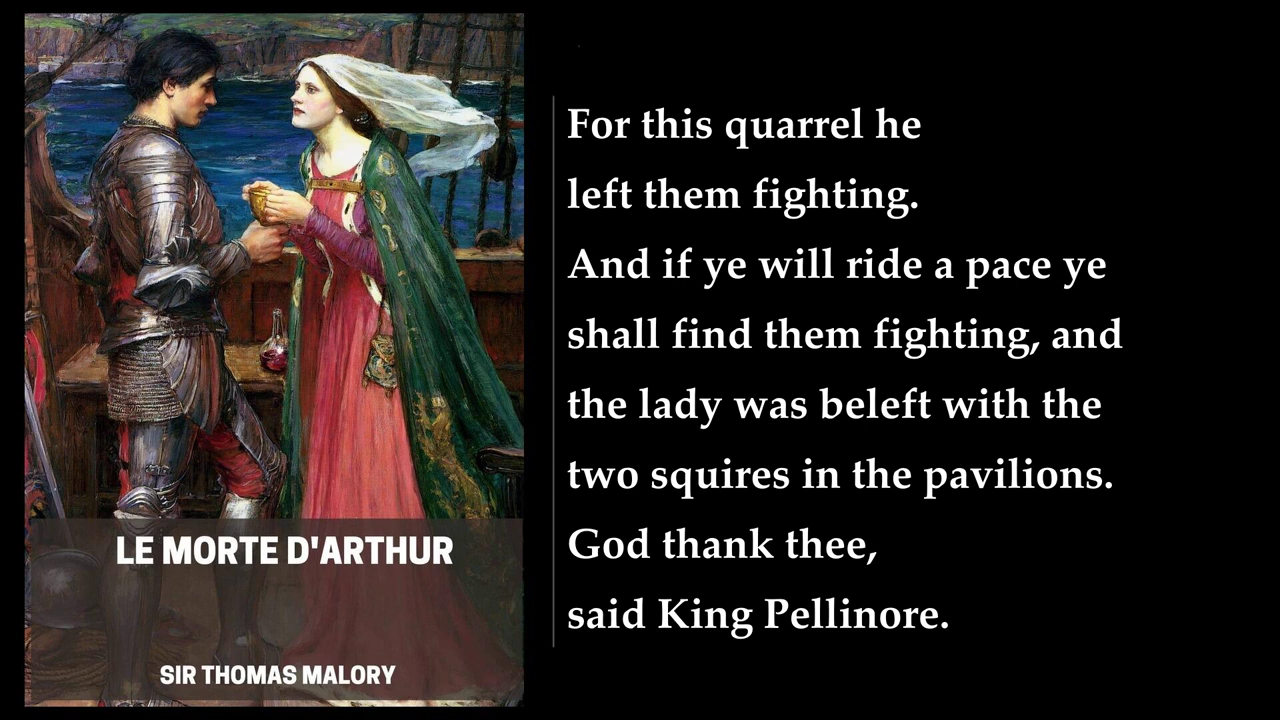 LE MORTE D'ARTHUR
SIR THOMAS MALORY
For this quarrel he
left them fighting.
And if ye will ride a pace ye
shall find them fighting, and
the lady was beleft with the
two squires in the pavilions.
God thank thee,
said King Pellinore.